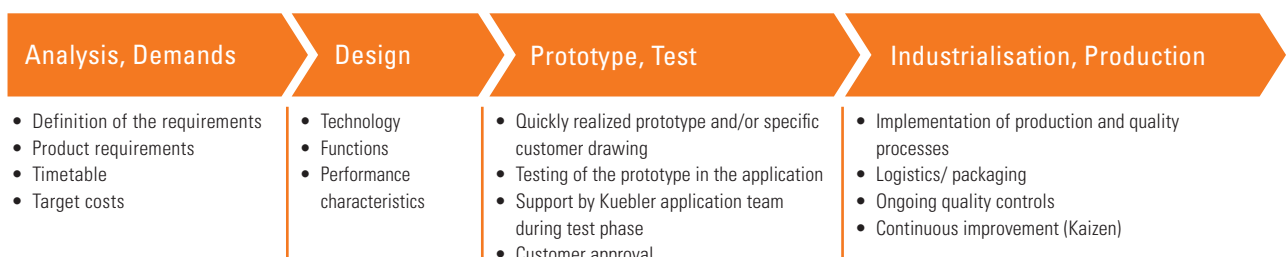 Analysis, Demands
Design
Prototype, Test
Industrialisation, Production
• Definition of the requirements
• Product requirements
• Timetable
• Target costs
• Technology
• Functions
• Performance
characteristics
• Quickly realized prototype and/or specific
customer drawing
• Testing of the prototype in the application
• Support by Kuebler application team
during test phase
• Customer approval
• Implementation of production and quality
processes
• Logistics/ packaging
• Ongoing quality controls
• Continuous improvement (Kaizen)